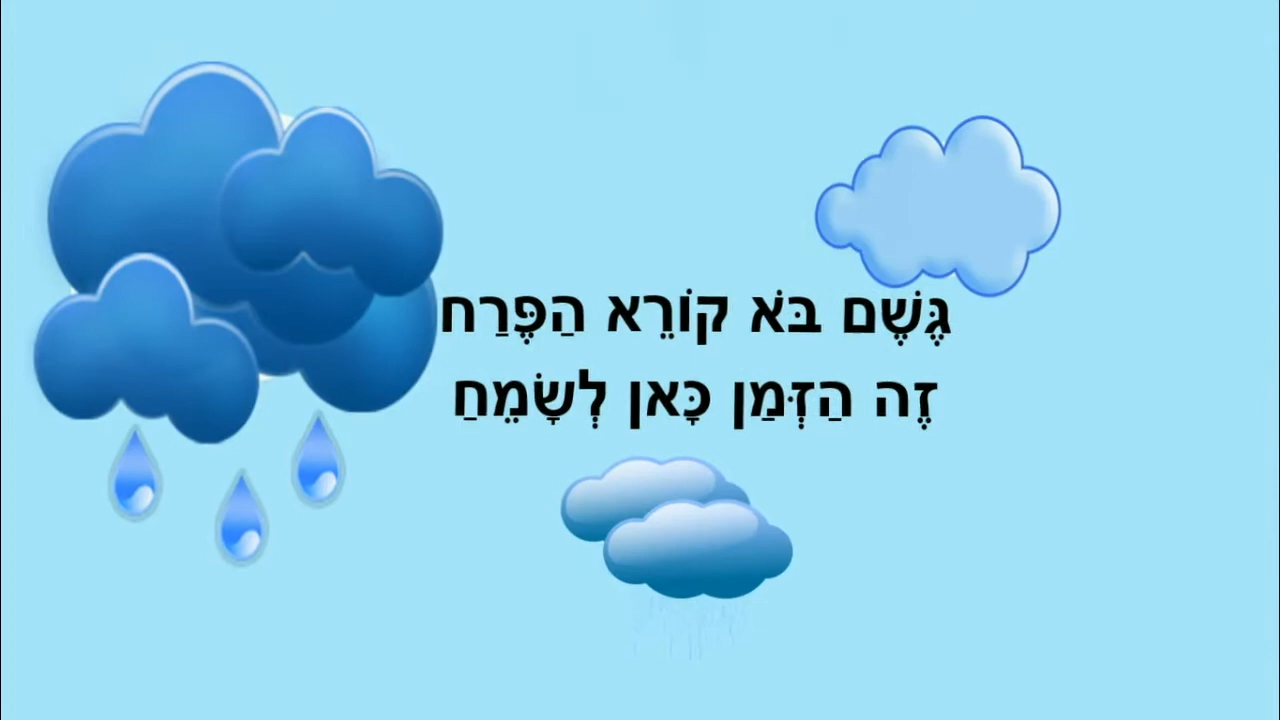 גֶּשֶׁם בֹּא קוֹרֵא הַפֶּרַח
זֶה הַזְּמַן כָּאן לְשָׂמֵחַ